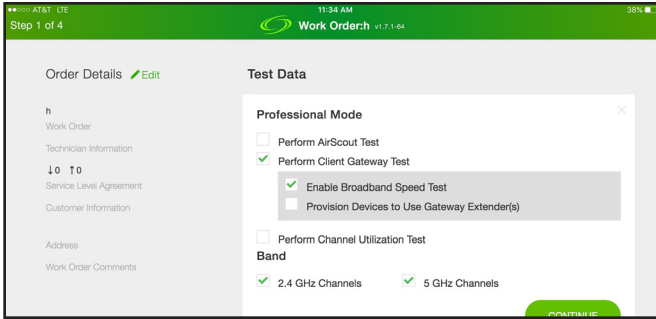 AT&T LTE 11:34 AM 38%
Step 1 of 4 Work Order:h v1.7.1-64
Order Details Edit
h
Work Order
Technician Information
↓0 ↑0
Service Level Agreement
Customer Information
Address
Work Order Comments
Test Data
Professional Mode
Perform AirScout Test
Perform Client Gateway Test
Enable Broadband Speed Test
Provision Devices to Use Gateway Extender(s)
Perform Channel Utilization Test
Band
2.4 GHz Channels 5 GHz Channels
CONTINUE